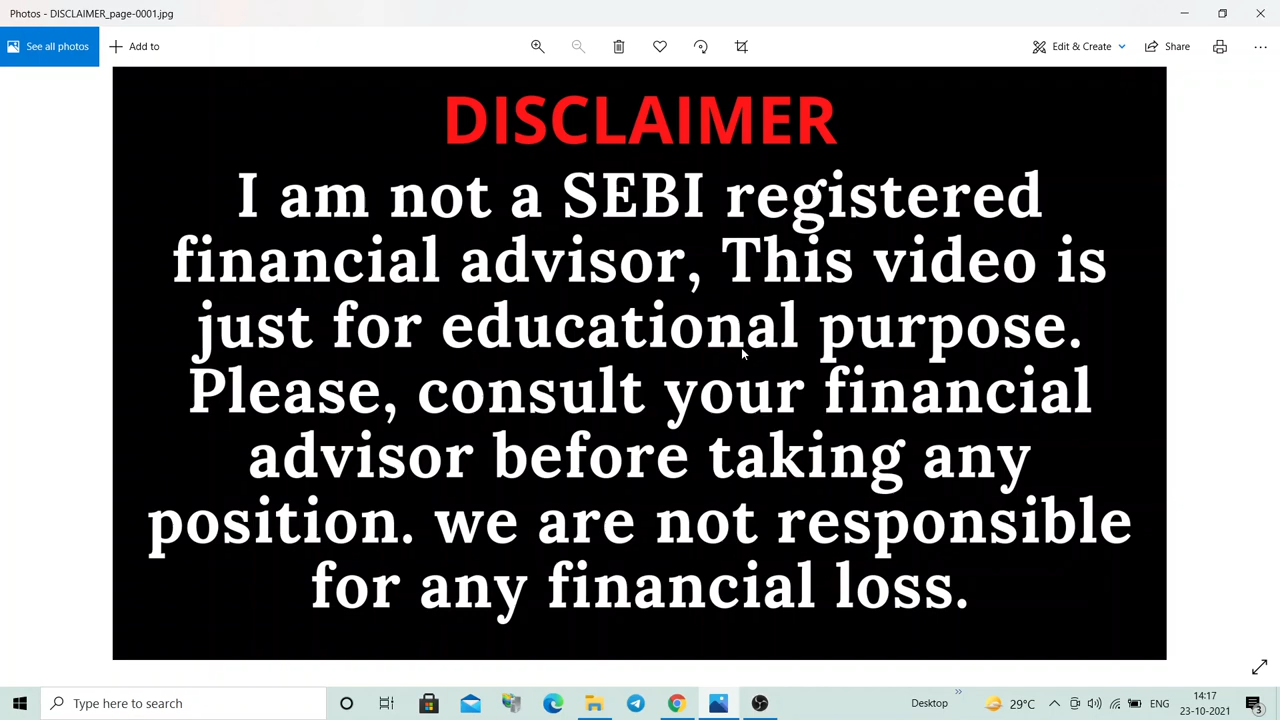 Photos - DISCLAIMER_page-0001.jpg
See all photos
Add to
Edit & Create
Share
DISCLAIMER
I am not a SEBI registered
financial advisor, This video is
just for educational purpose.
Please, consult your financial
advisor before taking any
position. we are not responsible
for any financial loss.
Type here to search
Desktop
29°C
ENG
14:17
23-10-2021
3